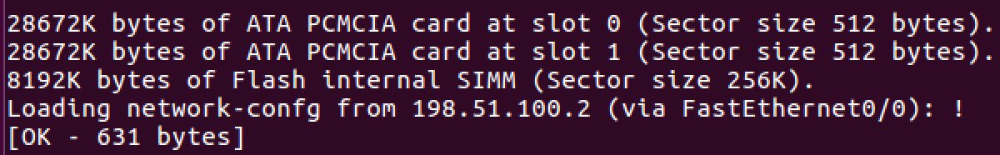 28672K bytes of ATA PCMCIA card at slot 0 (Sector size 512 bytes).
28672K bytes of ATA PCMCIA card at slot 1 (Sector size 512 bytes).
8192K bytes of Flash internal SIMM (Sector size 256K).
Loading network-confg from 198.51.100.2 (via FastEthernet0/0): !
[OK - 631 bytes]